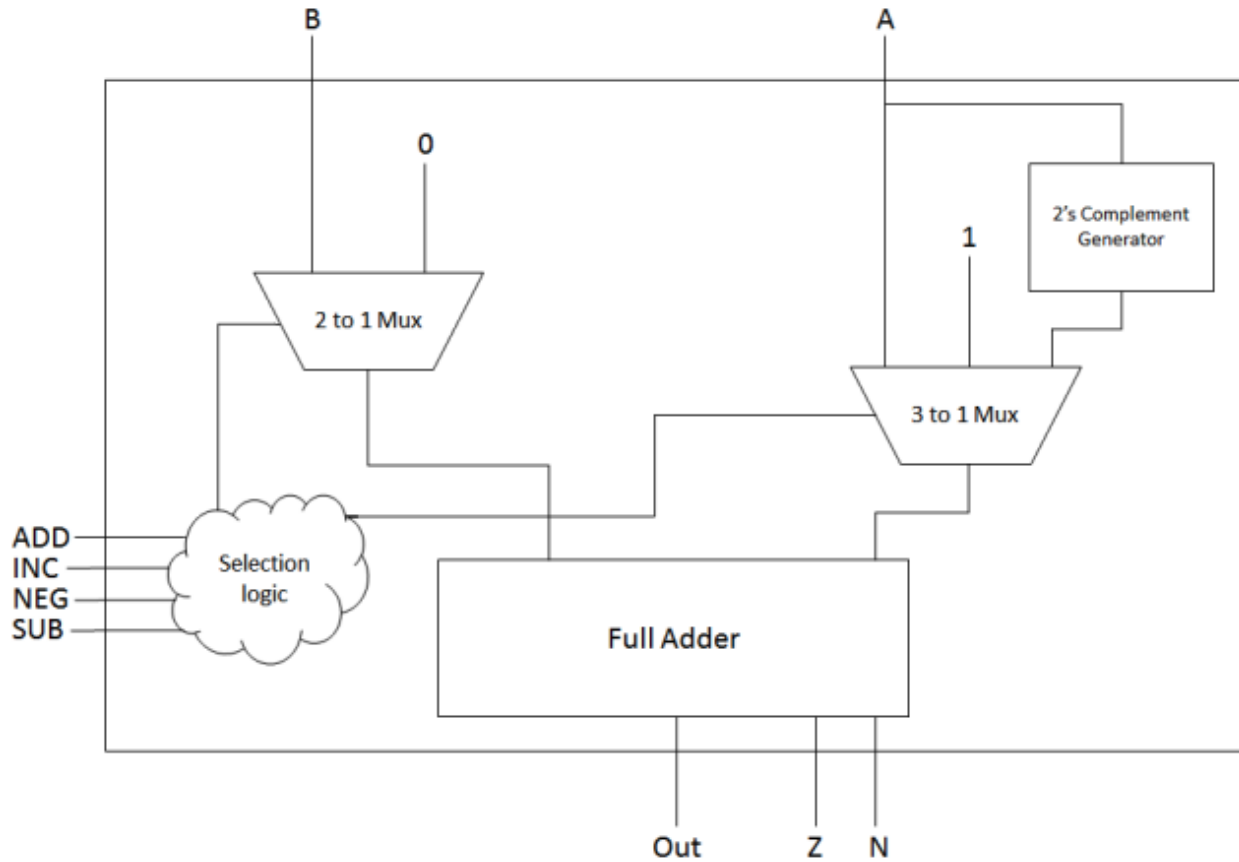 B
A
0
2's Complement
Generator
1
2 to 1 Mux
3 to 1 Mux
ADD
INC
NEG
SUB
Selection
logic
Full Adder
Out
Z
N